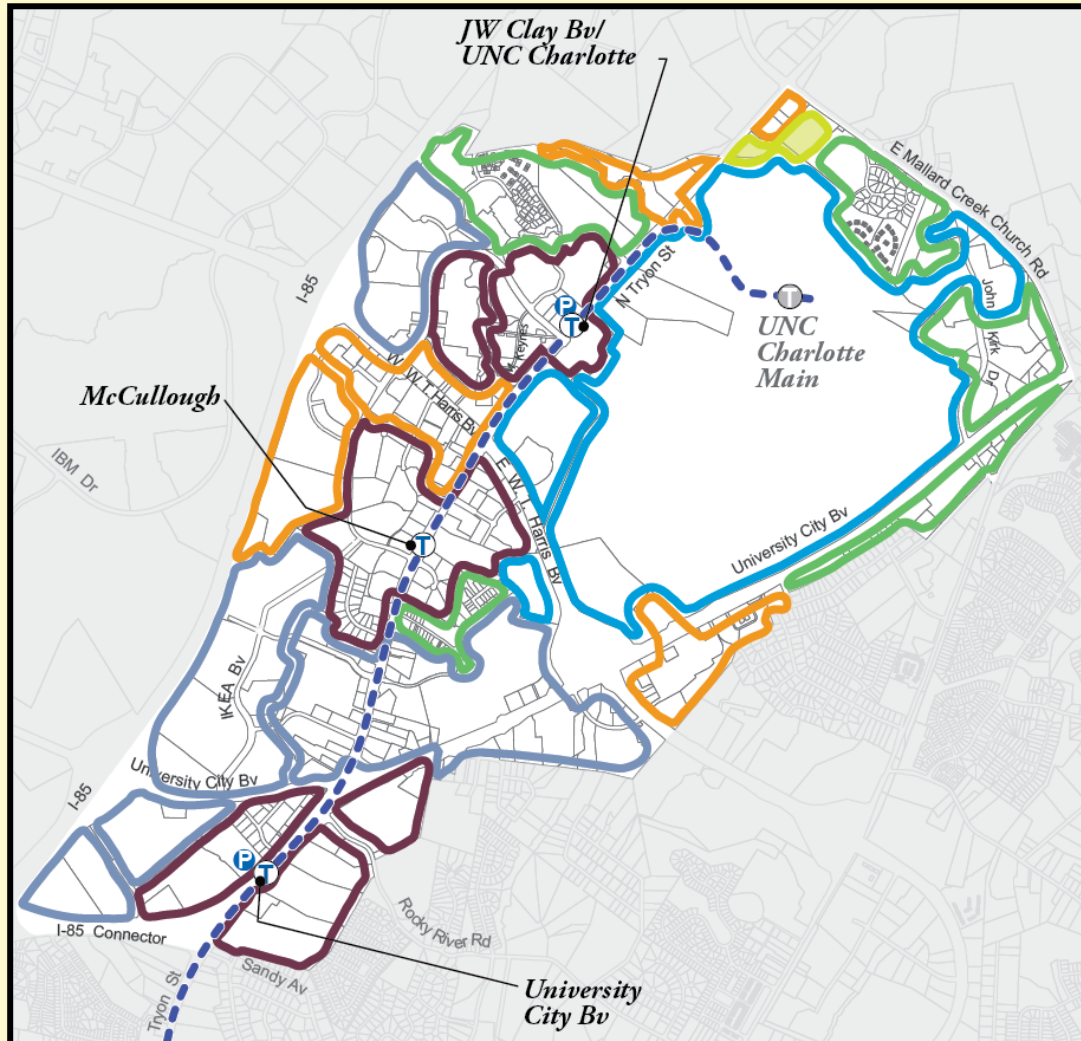 JW Clay Bv/
UNC Charlotte
E Mallard Creek Church Rd
I-85
P
T
N Tryon St
T
John
Kirk
Dr
UNC
Charlotte
Main
M Keynes
W W.T.Harris Bv
McCullough
IBM Dr
T
E W. T. Harris Bv
University City Bv
IKEA Bv
University City Bv
I-85
P
T
I-85 Connector
Rocky River Rd
Sandy Av
Tryon St
University
City Bv